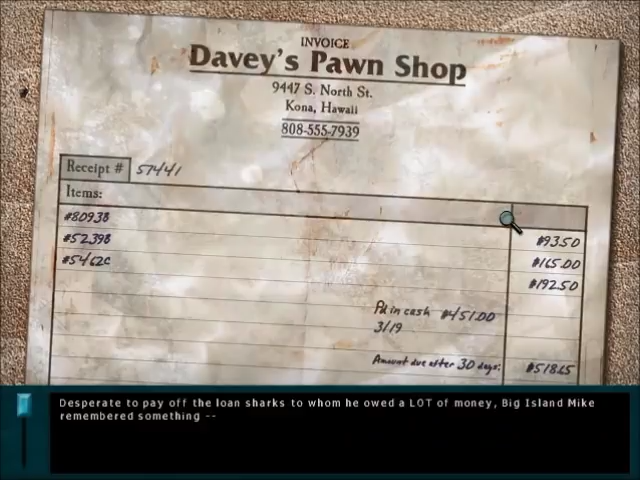 INVOICE
Davey's Pawn Shop
9447 S. North St.
Kona, Hawaii
808-555-7939
Receipt # 57441
Items:
#80938 $93.50
#52398 $165.00
#5462C $192.50
Pd in cash $451.00
3/19
Amount due after 30 days: $518.65
Desperate to pay off the loan sharks to whom he owed a LOT of money, Big Island Mike
remembered something --